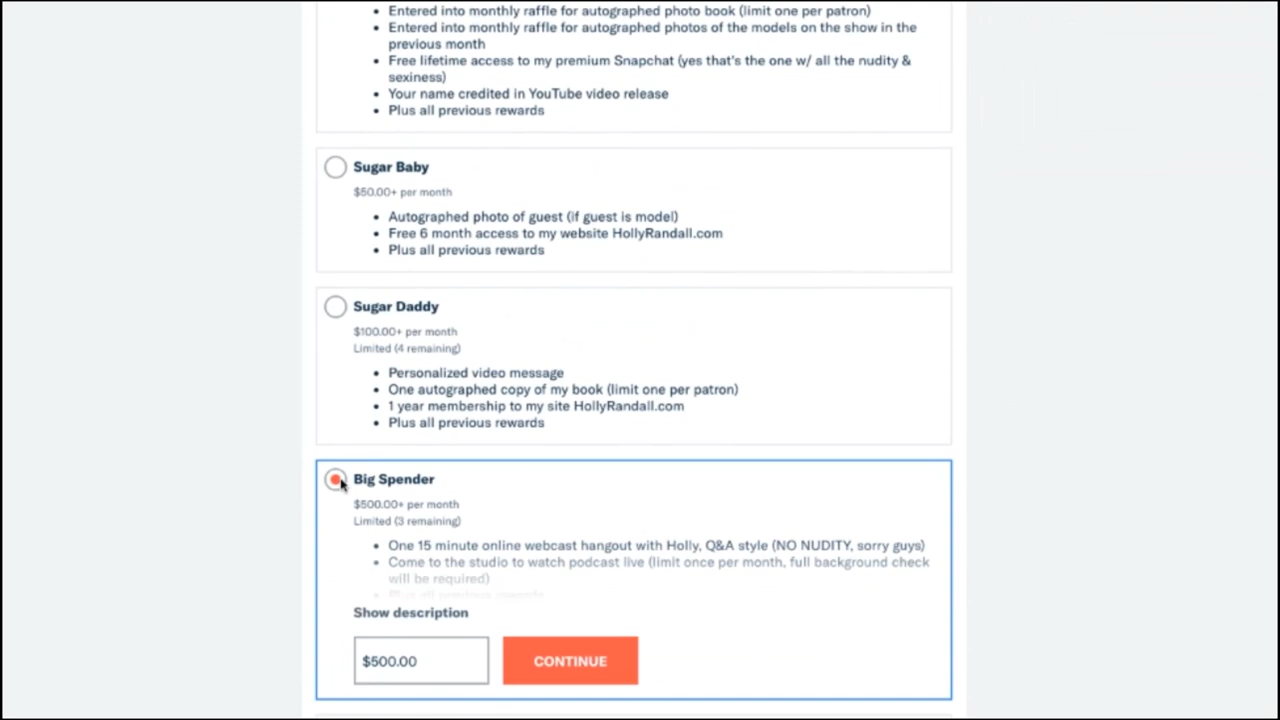 Entered into monthly raffle for autographed photo book (limit one per patron)
Entered into monthly raffle for autographed photos of the models on the show in the
previous month
Free lifetime access to my premium Snapchat (yes that's the one w/ all the nudity &
sexiness)
Your name credited in YouTube video release
Plus all previous rewards
Sugar Baby
$50.00+ per month
Autographed photo of guest (if guest is model)
Free 6 month access to my website HollyRandall.com
Plus all previous rewards
Sugar Daddy
$100.00+ per month
Limited (4 remaining)
Personalized video message
One autographed copy of my book (limit one per patron)
1 year membership to my site HollyRandall.com
Plus all previous rewards
Big Spender
$500.00+ per month
Limited (3 remaining)
One 15 minute online webcast hangout with Holly, Q&A style (NO NUDITY, sorry guys)
Come to the studio to watch podcast live (limit once per month, full background check
will be required)
Plus all previous rewards
Show description
$500.00
CONTINUE